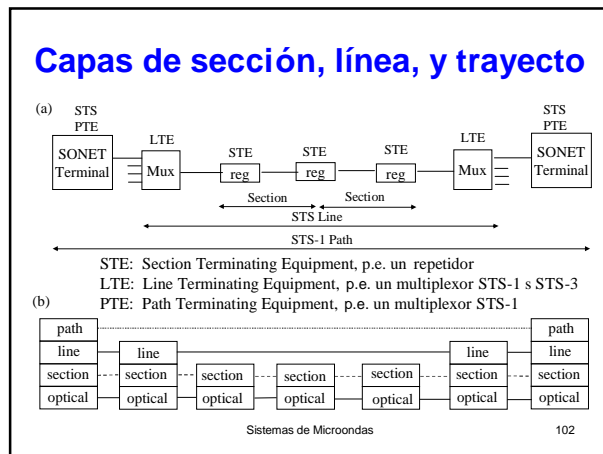 Capas de sección, línea, y trayecto
(a)
STS
PTE
SONET
Terminal
LTE
Mux
STE
reg
STE
reg
STE
reg
LTE
Mux
STS
PTE
SONET
Terminal
Section
Section
STS Line
STS-1 Path
STE: Section Terminating Equipment, p.e. un repetidor
LTE: Line Terminating Equipment, p.e. un multiplexor STS-1 s STS-3
PTE: Path Terminating Equipment, p.e. un multiplexor STS-1
(b)
path path
line line line line
section section section section section section section
optical optical optical optical optical optical optical
Sistemas de Microondas 102